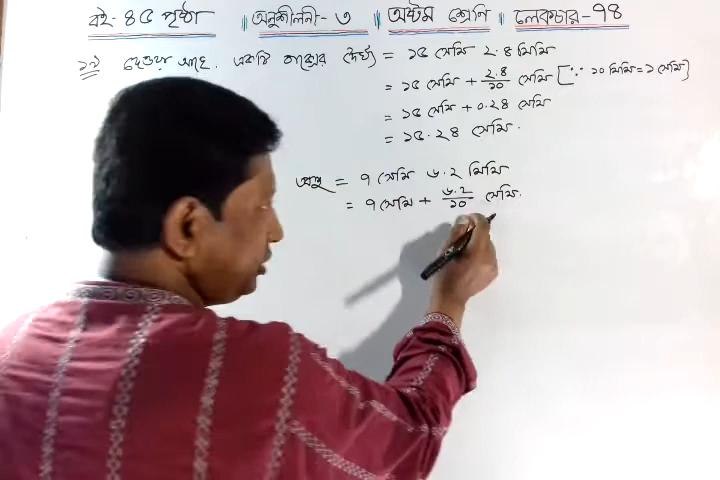 বই- ৪৫ পৃষ্ঠা | অনুশীলনী- ৩ | অষ্টম শ্রেণি | লেকচার-৭৪
১৭ দেওয়া আছে, একটি বাক্সের দৈর্ঘ্য = ১৫ সেমি ২.৪ মিমি
= ১৫ সেমি + ২.৪/১০ সেমি [∵ ১০ মিমি = ১ সেমি]
= ১৫ সেমি + ০.২৪ সেমি
= ১৫.২৪ সেমি.
প্রস্থ = ৭ সেমি ৬.২ মিমি
= ৭ সেমি + ৬.২/১০ সেমি.